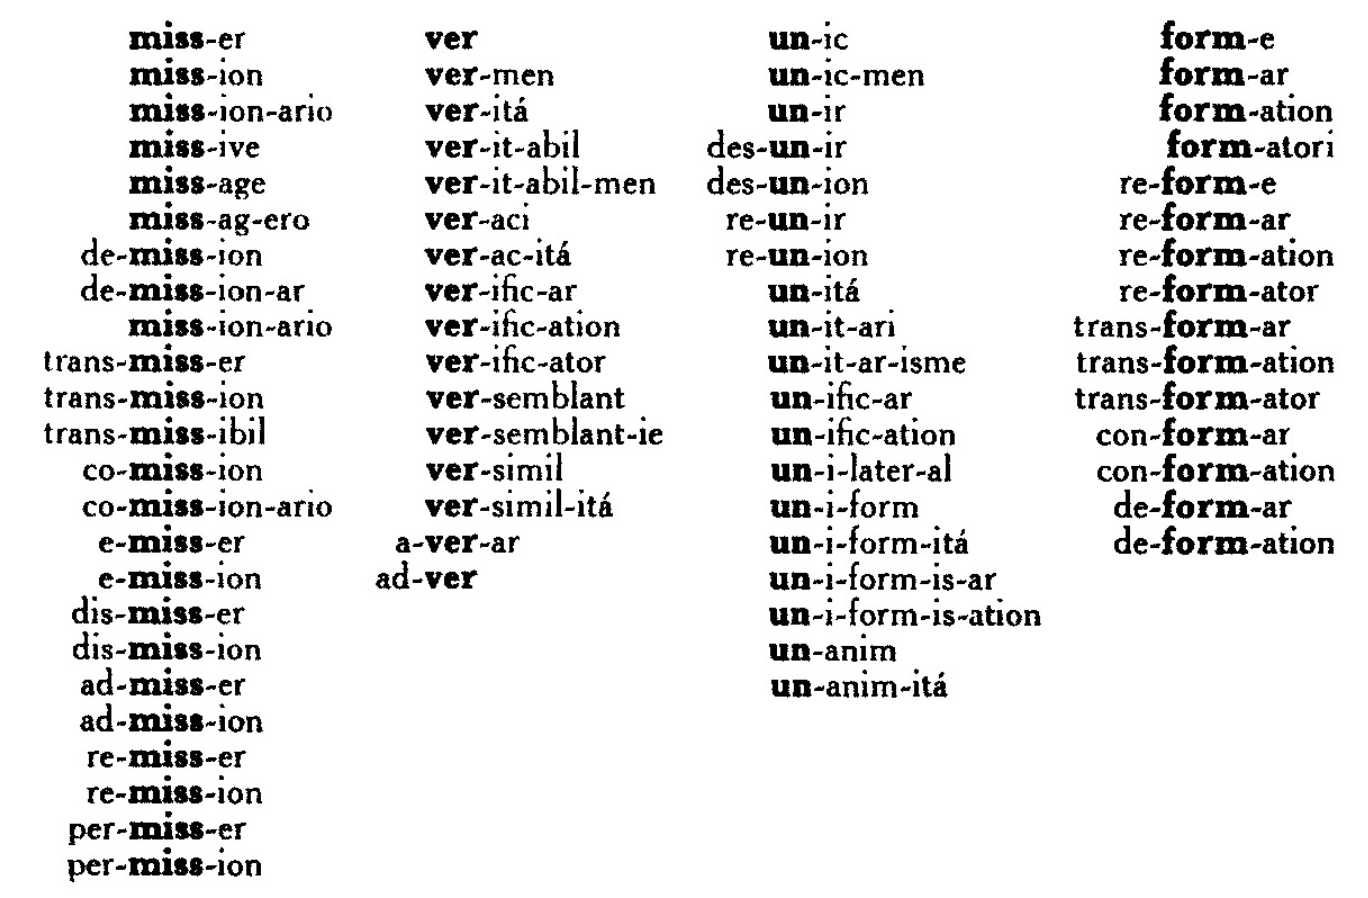 miss-er
miss-ion
miss-ion-ario
miss-ive
miss-age
miss-ag-ero
de-miss-ion
de-miss-ion-ar
miss-ion-ario
trans-miss-er
trans-miss-ion
trans-miss-ibil
co-miss-ion
co-miss-ion-ario
e-miss-er
e-miss-ion
dis-miss-er
dis-miss-ion
ad-miss-er
ad-miss-ion
re-miss-er
re-miss-ion
per-miss-er
per-miss-ion
ver
ver-men
ver-itá
ver-it-abil
ver-it-abil-men
ver-aci
ver-ac-itá
ver-ific-ar
ver-ific-ation
ver-ific-ator
ver-semblant
ver-semblant-ie
ver-simil
ver-simil-itá
a-ver-ar
ad-ver
un-ic
un-ic-men
un-ir
des-un-ir
des-un-ion
re-un-ir
re-un-ion
un-itá
un-it-ari
un-it-ar-isme
un-ific-ar
un-ific-ation
un-i-later-al
un-i-form
un-i-form-itá
un-i-form-is-ar
un-i-form-is-ation
un-anim
un-anim-itá
form-e
form-ar
form-ation
form-atori
re-form-e
re-form-ar
re-form-ation
re-form-ator
trans-form-ar
trans-form-ation
trans-form-ator
con-form-ar
con-form-ation
de-form-ar
de-form-ation